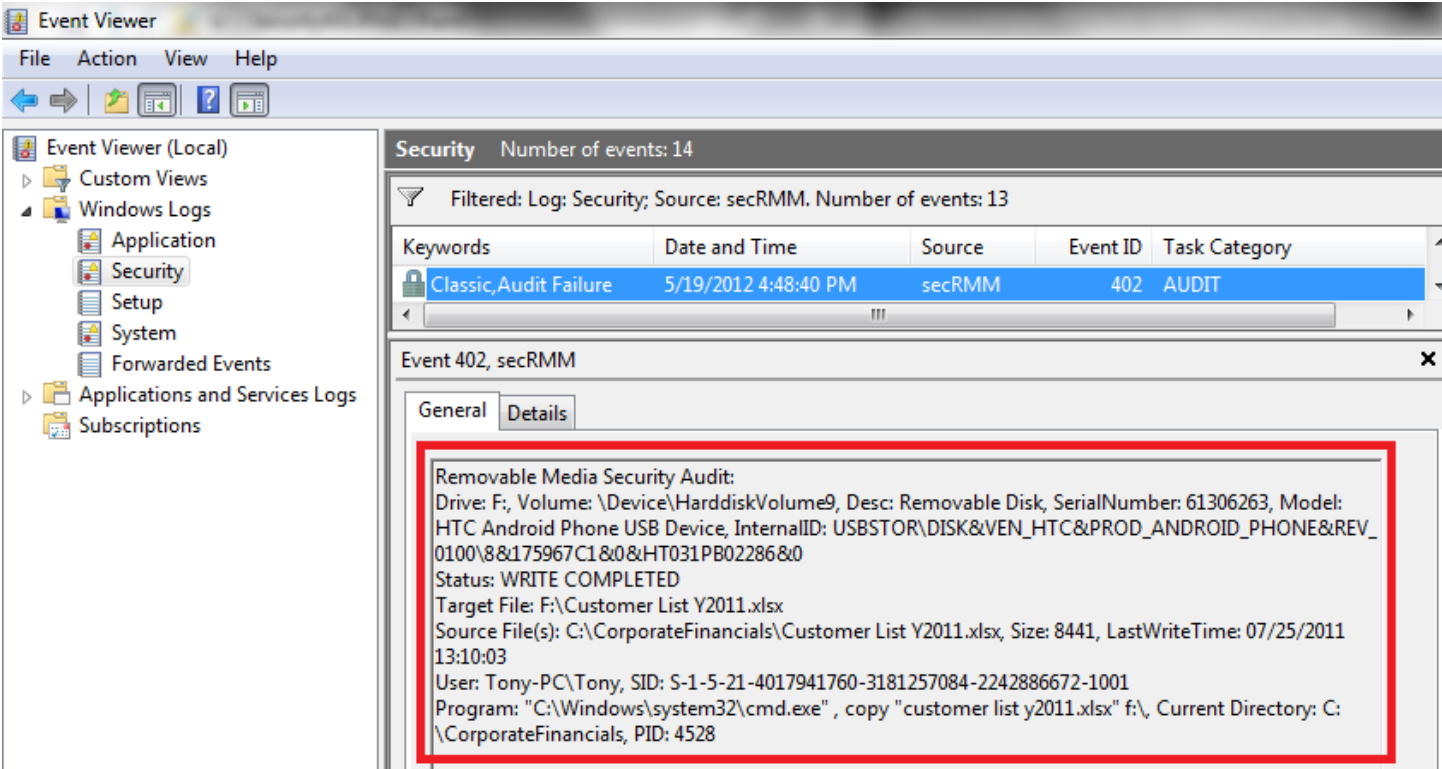 Event Viewer
File Action View Help
Event Viewer (Local)
Custom Views
Windows Logs
Application
Security
Setup
System
Forwarded Events
Applications and Services Logs
Subscriptions
Security Number of events: 14
Filtered: Log: Security; Source: secRMM. Number of events: 13
Keywords Date and Time Source Event ID Task Category
Classic,Audit Failure 5/19/2012 4:48:40 PM secRMM 402 AUDIT
Event 402, secRMM
General Details
Removable Media Security Audit:
Drive: F:, Volume: \Device\HarddiskVolume9, Desc: Removable Disk, SerialNumber: 61306263, Model:
HTC Android Phone USB Device, InternalID: USBSTOR\DISK&VEN_HTC&PROD_ANDROID_PHONE&REV_
0100\8&175967C1&0&HT031PB02286&0
Status: WRITE COMPLETED
Target File: F:\Customer List Y2011.xlsx
Source File(s): C:\CorporateFinancials\Customer List Y2011.xlsx, Size: 8441, LastWriteTime: 07/25/2011
13:10:03
User: Tony-PC\Tony, SID: S-1-5-21-4017941760-3181257084-2242886672-1001
Program: "C:\Windows\system32\cmd.exe" , copy "customer list y2011.xlsx" f:\, Current Directory: C:
\CorporateFinancials, PID: 4528